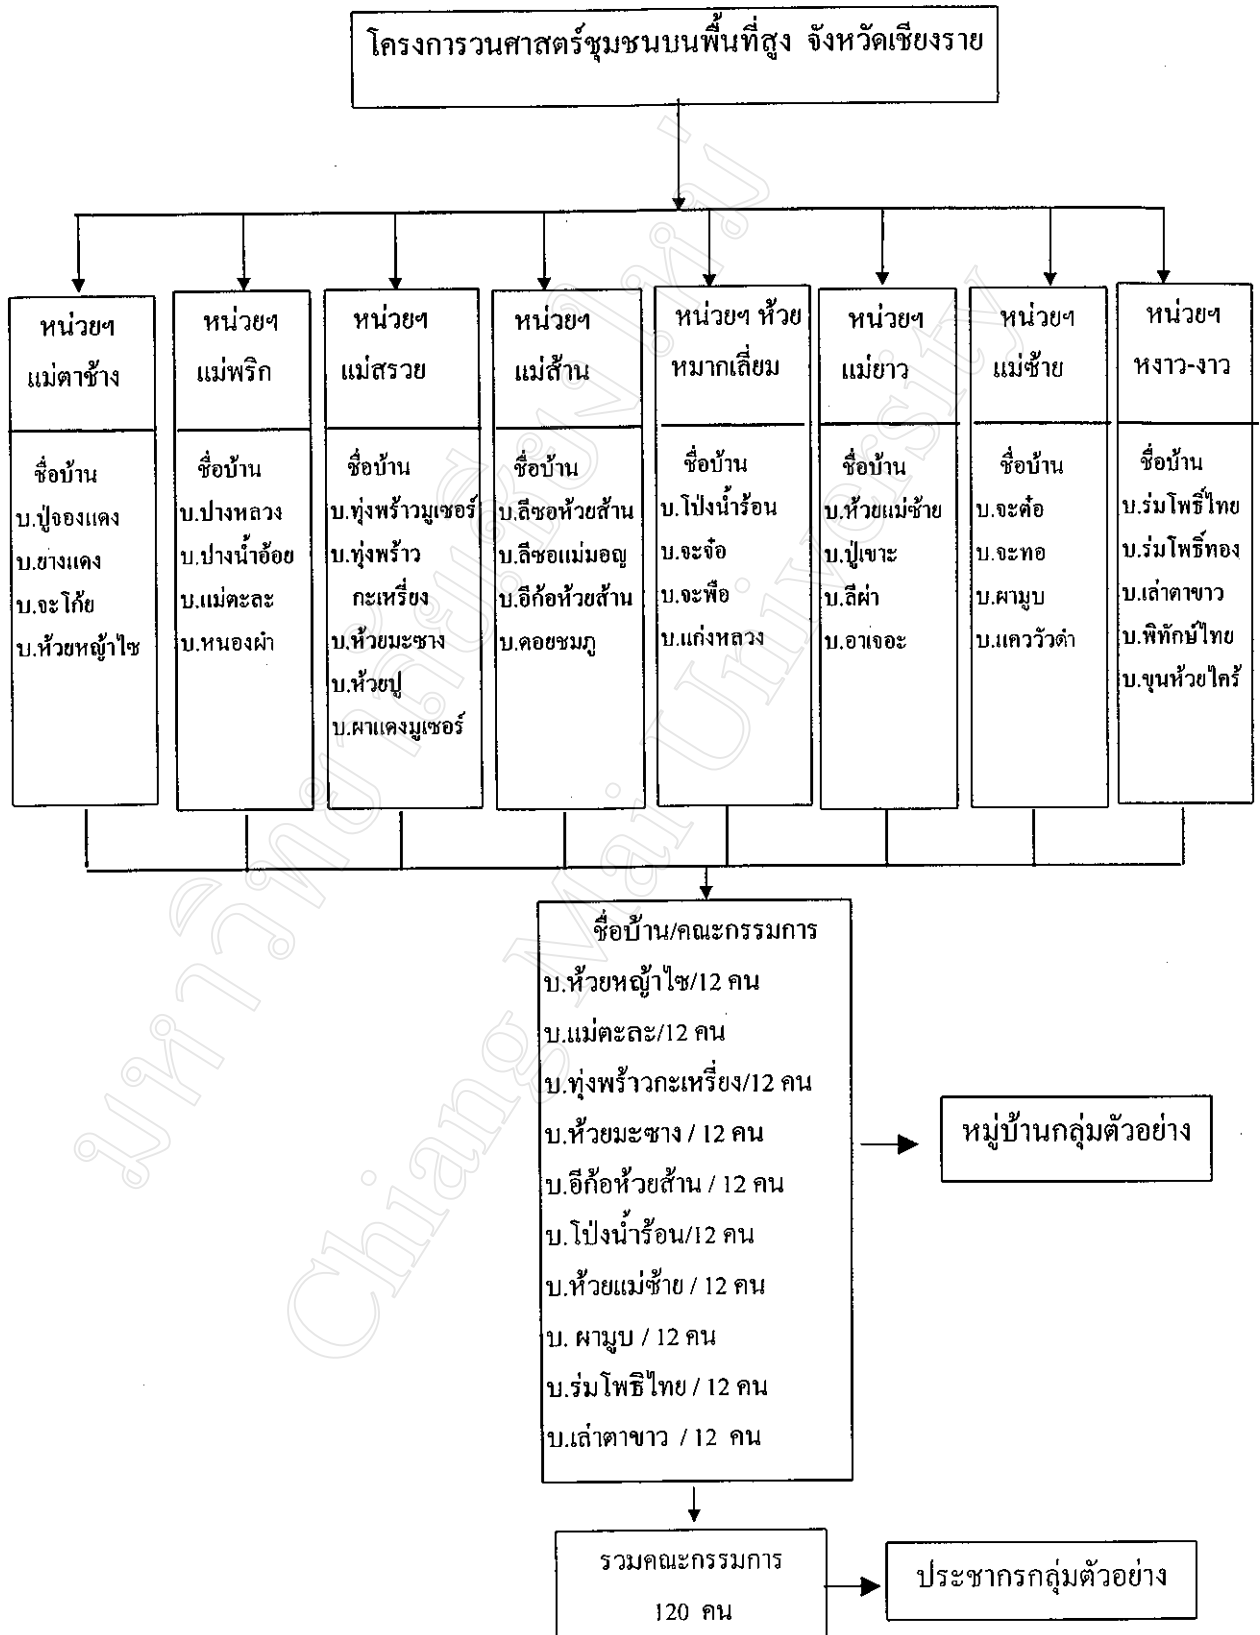 โครงการวนศาสตร์ชุมชนบนพื้นที่สูง จังหวัดเชียงราย
หน่วยฯ
แม่ตาช้าง
ชื่อบ้าน
บ.ปู่จองแดง
บ.ยางแดง
บ.จะโก้ย
บ.ห้วยหญ้าไซ
หน่วยฯ
แม่พริก
ชื่อบ้าน
บ.ปางหลวง
บ.ปางน้ำอ้อย
บ.แม่ตะละ
บ.หนองผำ
หน่วยฯ
แม่สรวย
ชื่อบ้าน
บ.ทุ่งพร้าวมูเซอร์
บ.ทุ่งพร้าว
กะเหรี่ยง
บ.ห้วยมะซาง
บ.ห้วยปู
บ.ผาแดงมูเซอร์
หน่วยฯ
แม่ส้าน
ชื่อบ้าน
บ.ลีซอห้วยส้าน
บ.ลีซอแม่มอญ
บ.อีก้อห้วยส้าน
บ.ดอยชมภู
หน่วยฯ ห้วย
หมากเลี่ยม
ชื่อบ้าน
บ.โป่งน้ำร้อน
บ.จะจ๋อ
บ.จะพือ
บ.แก่งหลวง
หน่วยฯ
แม่ยาว
ชื่อบ้าน
บ.ห้วยแม่ซ้าย
บ.ปู่เขาะ
บ.ลีผ่า
บ.อาเจอะ
หน่วยฯ
แม่ซ้าย
ชื่อบ้าน
บ.จะต๋อ
บ.จะทอ
บ.ผามูบ
บ.แควัวดำ
หน่วยฯ
หงาว-งาว
ชื่อบ้าน
บ.ร่มโพธิ์ไทย
บ.ร่มโพธิ์ทอง
บ.เล่าตาขาว
บ.พิทักษ์ไทย
บ.ขุนห้วยไคร้
ชื่อบ้าน/คณะกรรมการ
บ.ห้วยหญ้าไซ/12 คน
บ.แม่ตะละ/12 คน
บ.ทุ่งพร้าวกะเหรี่ยง/12 คน
บ.ห้วยมะซาง / 12 คน
บ.อีก้อห้วยส้าน / 12 คน
บ.โป่งน้ำร้อน/12 คน
บ.ห้วยแม่ซ้าย / 12 คน
บ. ผามูบ / 12 คน
บ.ร่มโพธิไทย / 12 คน
บ.เล่าตาขาว / 12 คน
หมู่บ้านกลุ่มตัวอย่าง
รวมคณะกรรมการ
120 คน
ประชากรกลุ่มตัวอย่าง
มหาวิทยาลัยเชียงใหม่
Chiang Mai University